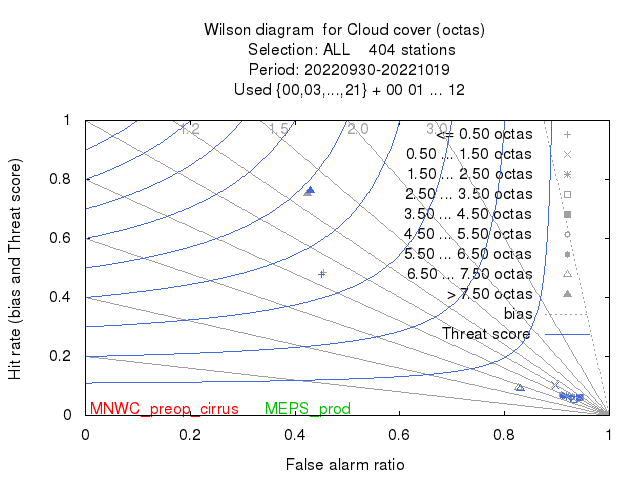 Wilson diagram  for Cloud cover (octas)
Selection: ALL    404 stations
Period: 20220930-20221019
Used {00,03,...,21} + 00 01 ... 12
1
0.8
0.6
0.4
0.2
0
0
0.2
0.4
0.6
0.8
1
Hit rate (bias and Threat score)
False alarm ratio
1.2
1.5
2.0
3.0
<= 0.50 octas
0.50 ... 1.50 octas
1.50 ... 2.50 octas
2.50 ... 3.50 octas
3.50 ... 4.50 octas
4.50 ... 5.50 octas
5.50 ... 6.50 octas
6.50 ... 7.50 octas
> 7.50 octas
bias
Threat score
MNWC_preop_cirrus
MEPS_prod